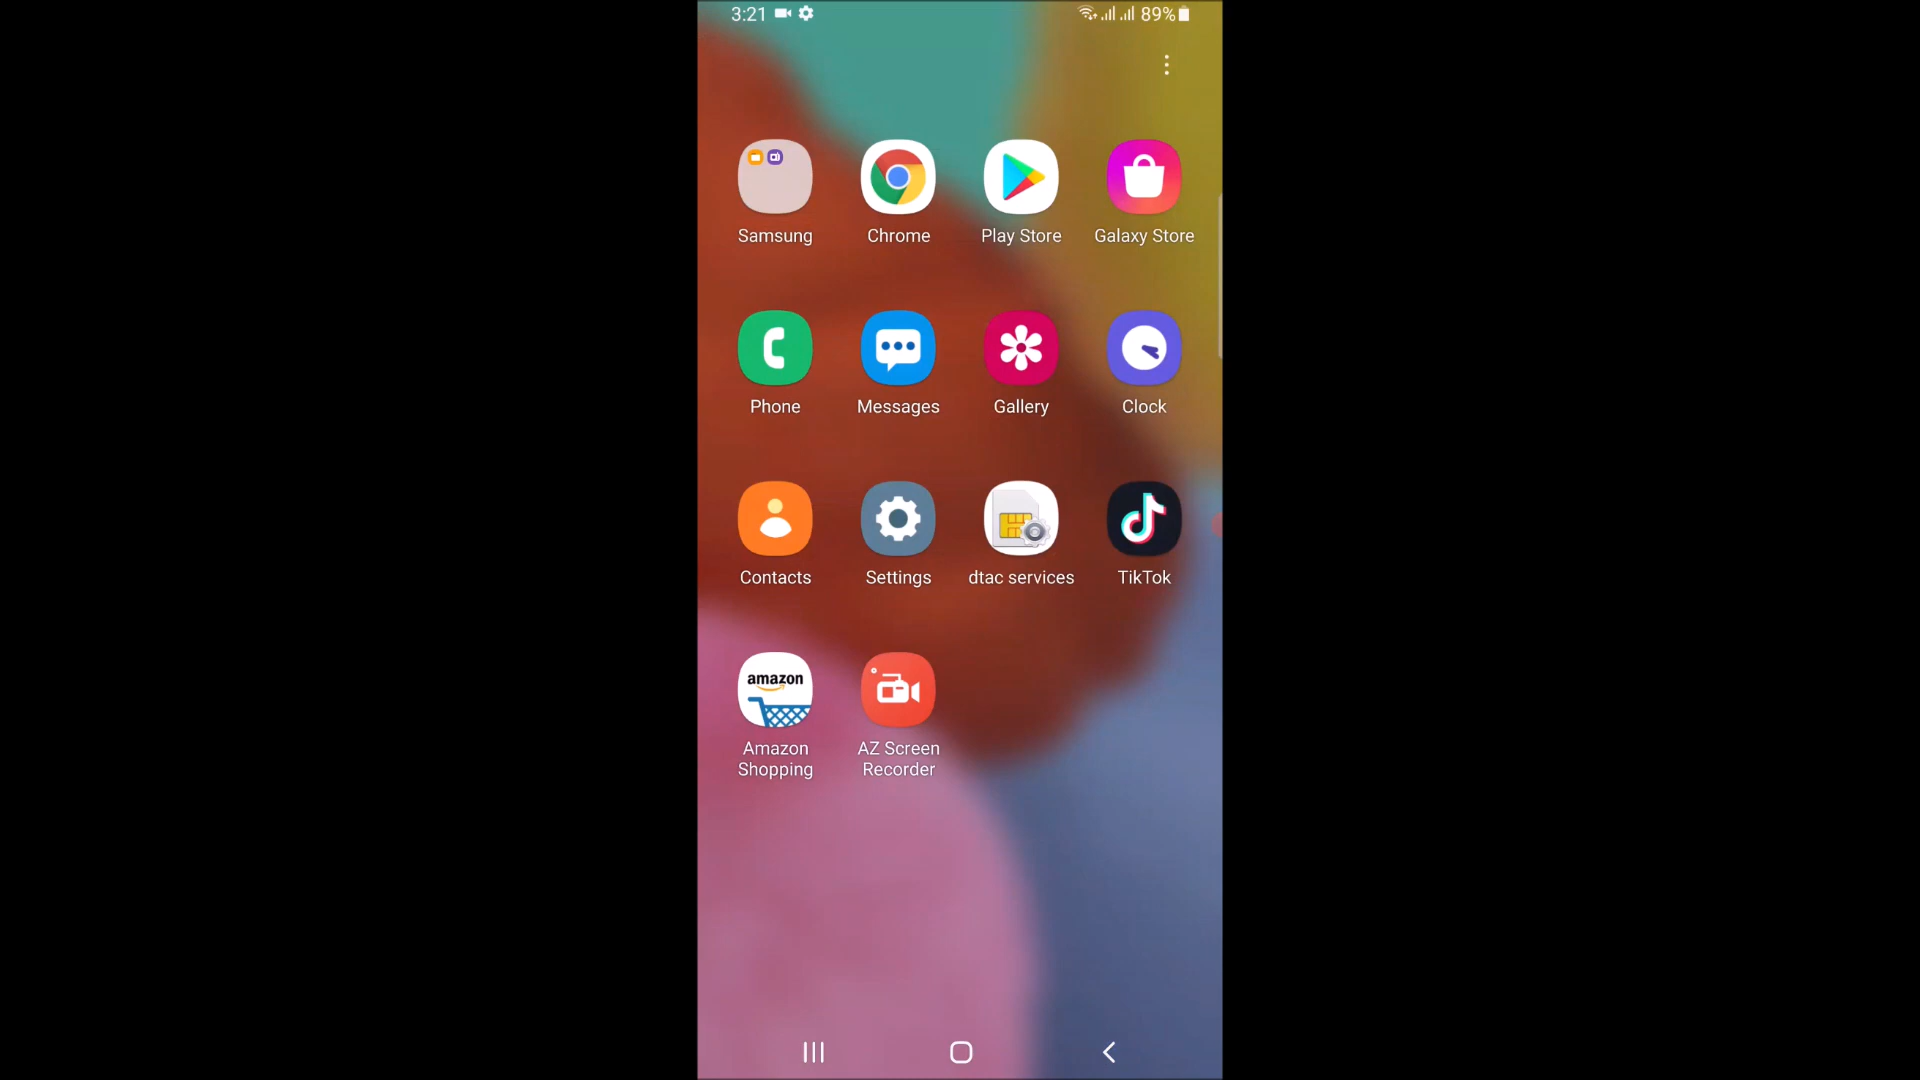 3:21 89%
Samsung Chrome Play Store Galaxy Store
Phone Messages Gallery Clock
Contacts Settings dtac services TikTok
amazon
Amazon Shopping
AZ Screen Recorder